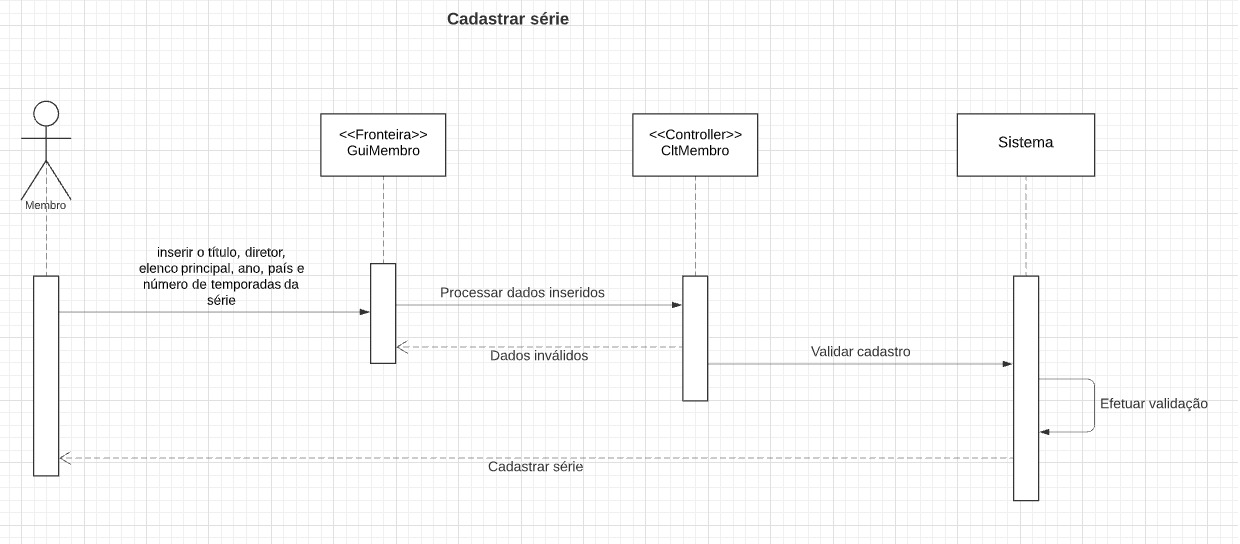 Cadastrar série
<<Fronteira>>
GuiMembro
<<Controller>>
CltMembro
Sistema
Membro
inserir o título, diretor,
elenco principal, ano, país e
número de temporadas da
série
Processar dados inseridos
Dados inválidos
Validar cadastro
Efetuar validação
Cadastrar série